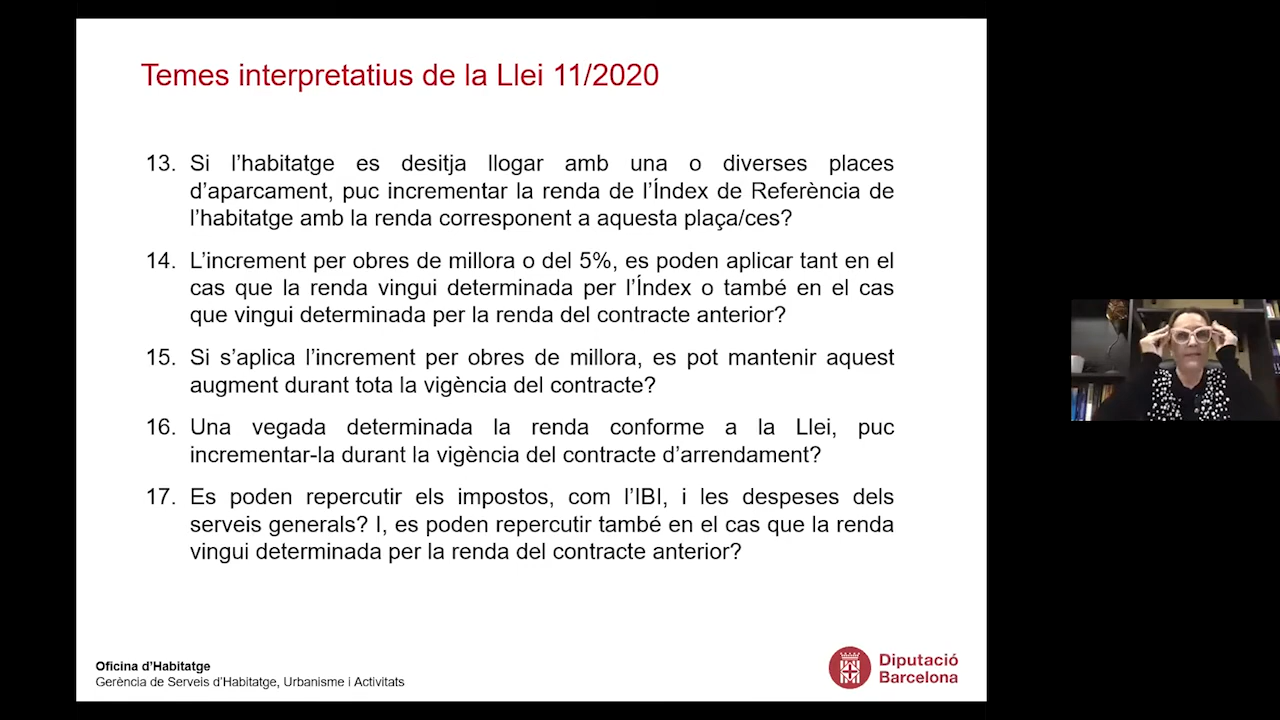 Temes interpretatius de la Llei 11/2020
13. Si l’habitatge es desitja llogar amb una o diverses places
d’aparcament, puc incrementar la renda de l’Índex de Referència de
l’habitatge amb la renda corresponent a aquesta plaça/ces?
14. L’increment per obres de millora o del 5%, es poden aplicar tant en el
cas que la renda vingui determinada per l’Índex o també en el cas
que vingui determinada per la renda del contracte anterior?
15. Si s’aplica l’increment per obres de millora, es pot mantenir aquest
augment durant tota la vigència del contracte?
16. Una vegada determinada la renda conforme a la Llei, puc
incrementar-la durant la vigència del contracte d’arrendament?
17. Es poden repercutir els impostos, com l’IBI, i les despeses dels
serveis generals? I, es poden repercutir també en el cas que la renda
vingui determinada per la renda del contracte anterior?
Oficina d’Habitatge
Gerència de Serveis d’Habitatge, Urbanisme i Activitats
Diputació
Barcelona